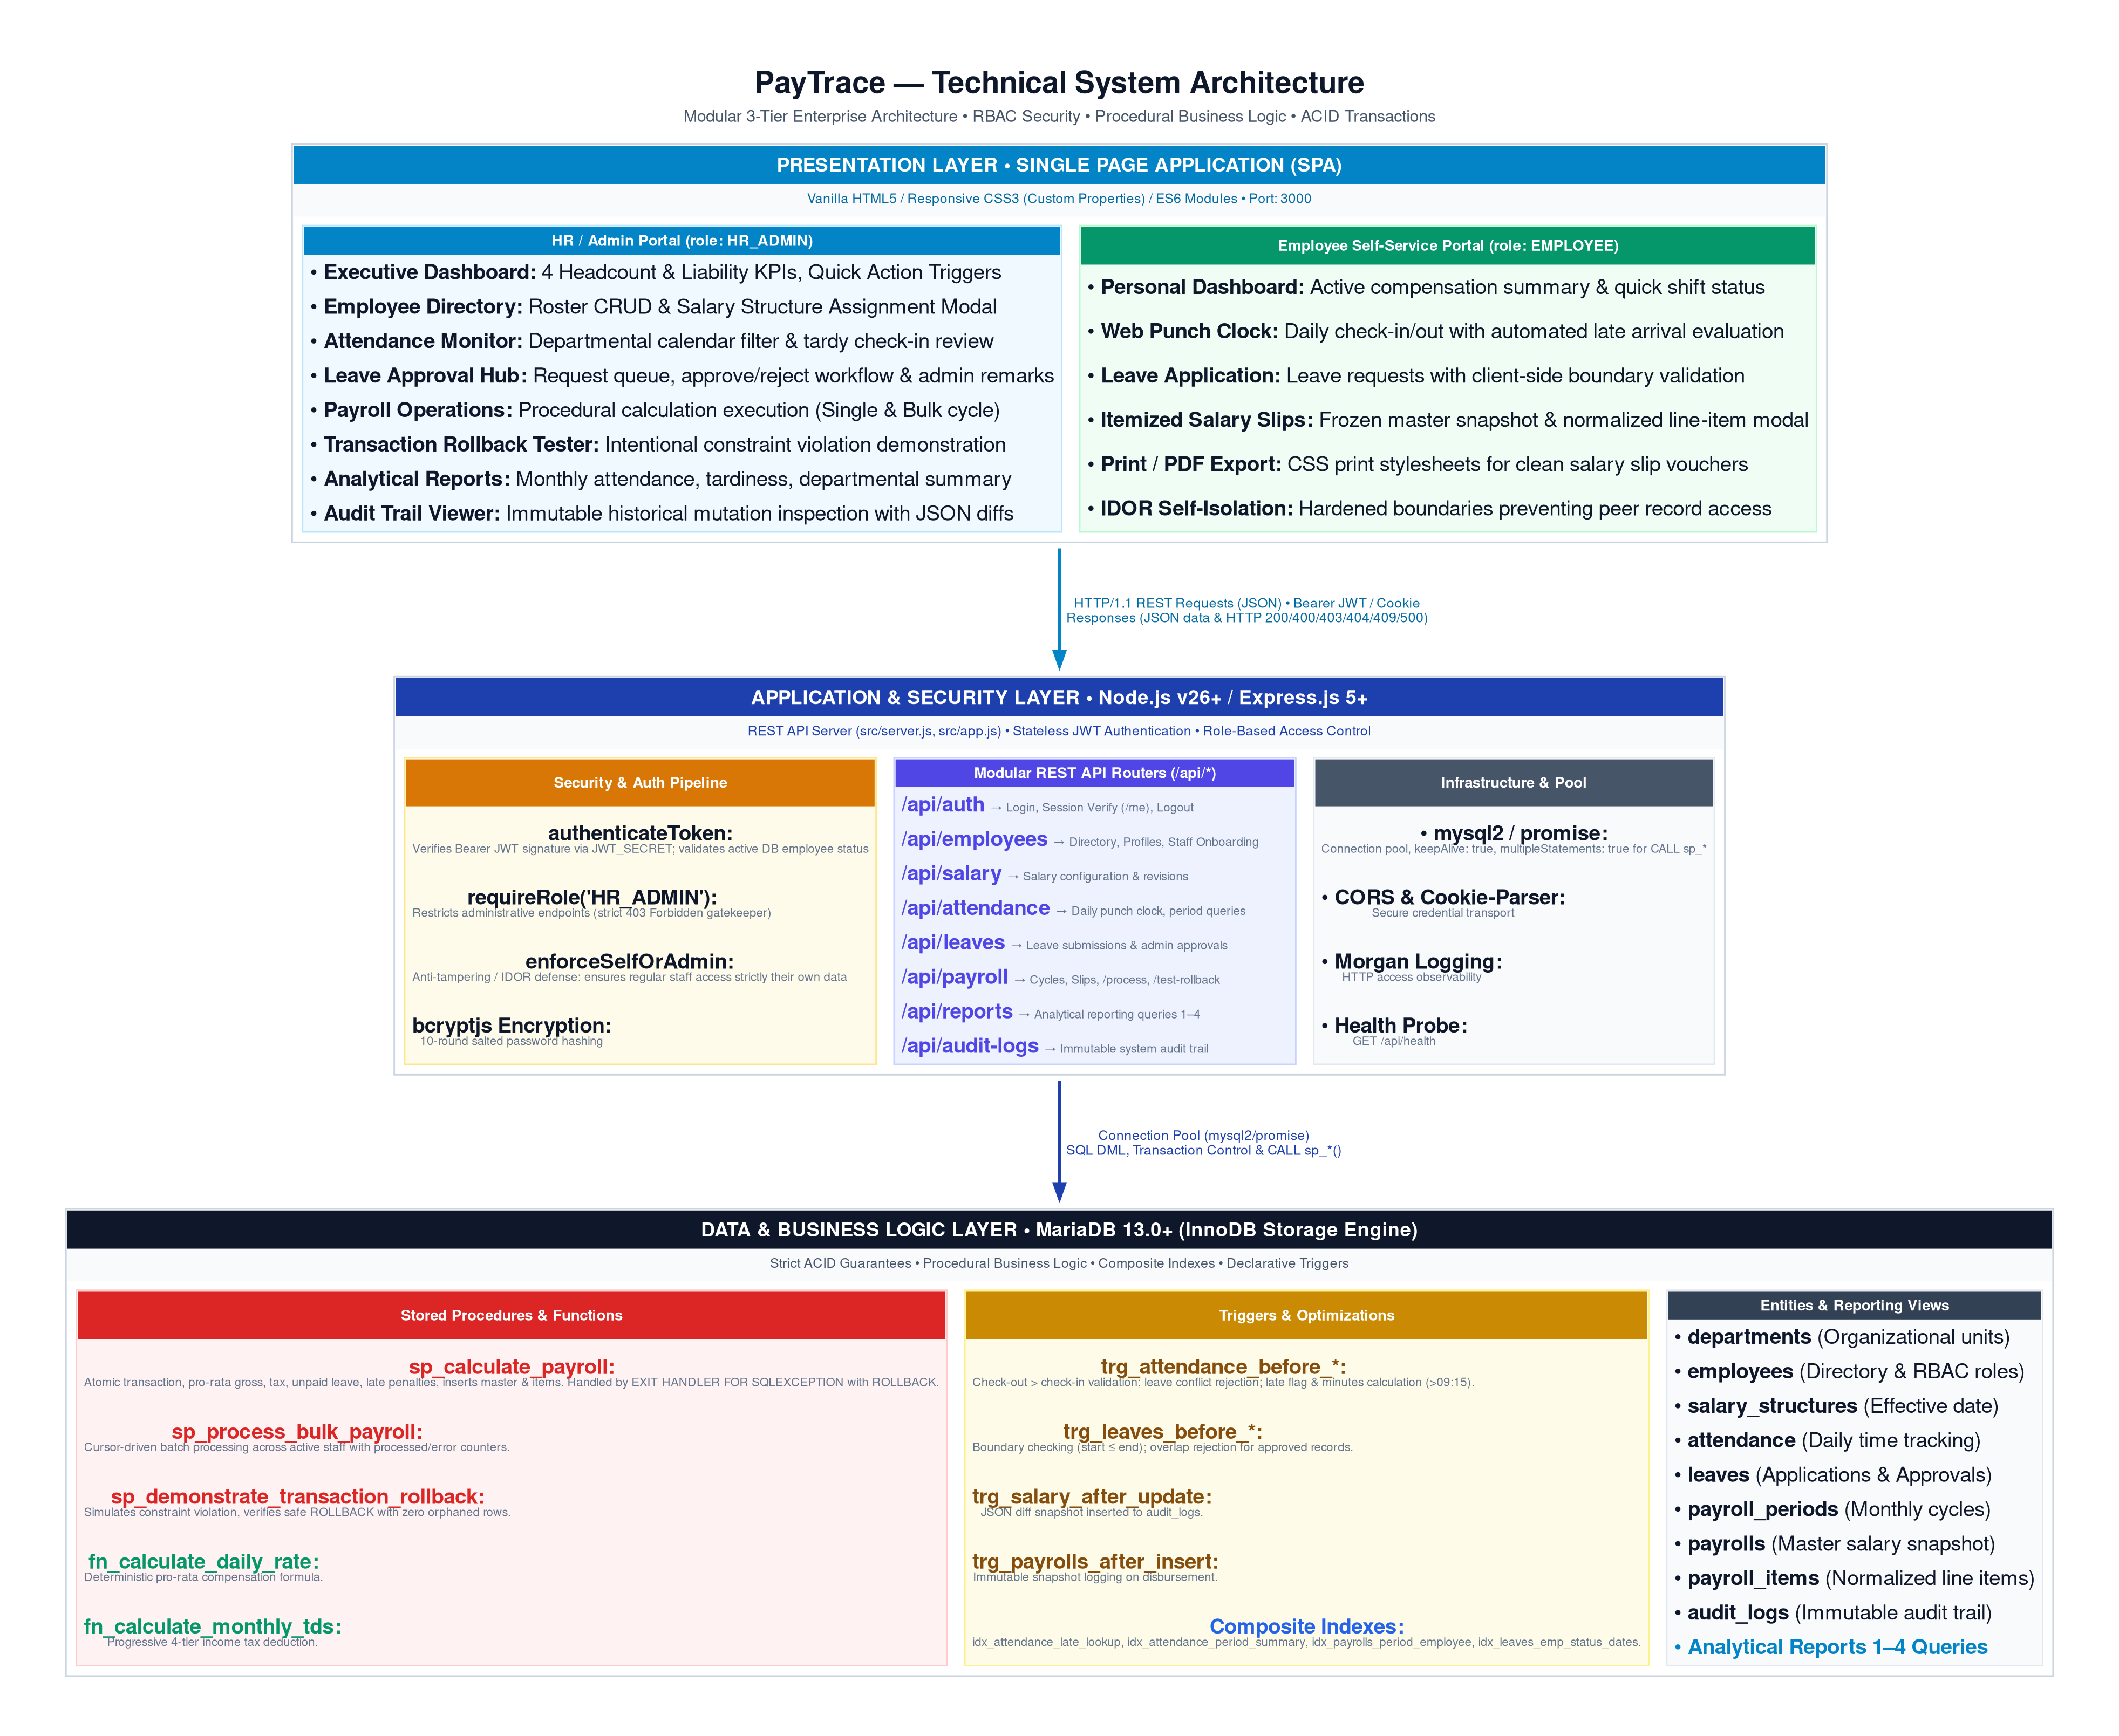 PayTrace — Technical System Architecture
Modular 3-Tier Enterprise Architecture • RBAC Security • Procedural Business Logic • ACID Transactions
PRESENTATION LAYER • SINGLE PAGE APPLICATION (SPA)
Vanilla HTML5 / Responsive CSS3 (Custom Properties) / ES6 Modules • Port: 3000
HR / Admin Portal (role: HR_ADMIN)
• Executive Dashboard: 4 Headcount & Liability KPIs, Quick Action Triggers
• Employee Directory: Roster CRUD & Salary Structure Assignment Modal
• Attendance Monitor: Departmental calendar filter & tardy check-in review
• Leave Approval Hub: Request queue, approve/reject workflow & admin remarks
• Payroll Operations: Procedural calculation execution (Single & Bulk cycle)
• Transaction Rollback Tester: Intentional constraint violation demonstration
• Analytical Reports: Monthly attendance, tardiness, departmental summary
• Audit Trail Viewer: Immutable historical mutation inspection with JSON diffs
Employee Self-Service Portal (role: EMPLOYEE)
• Personal Dashboard: Active compensation summary & quick shift status
• Web Punch Clock: Daily check-in/out with automated late arrival evaluation
• Leave Application: Leave requests with client-side boundary validation
• Itemized Salary Slips: Frozen master snapshot & normalized line-item modal
• Print / PDF Export: CSS print stylesheets for clean salary slip vouchers
• IDOR Self-Isolation: Hardened boundaries preventing peer record access
HTTP/1.1 REST Requests (JSON) • Bearer JWT / Cookie
Responses (JSON data & HTTP 200/400/403/404/409/500)
APPLICATION & SECURITY LAYER • Node.js v26+ / Express.js 5+
REST API Server (src/server.js, src/app.js) • Stateless JWT Authentication • Role-Based Access Control
Security & Auth Pipeline
authenticateToken:
Verifies Bearer JWT signature via JWT_SECRET; validates active DB employee status
requireRole('HR_ADMIN'):
Restricts administrative endpoints (strict 403 Forbidden gatekeeper)
enforceSelfOrAdmin:
Anti-tampering / IDOR defense: ensures regular staff access strictly their own data
bcryptjs Encryption:
10-round salted password hashing
Modular REST API Routers (/api/*)
/api/auth → Login, Session Verify (/me), Logout
/api/employees → Directory, Profiles, Staff Onboarding
/api/salary → Salary configuration & revisions
/api/attendance → Daily punch clock, period queries
/api/leaves → Leave submissions & admin approvals
/api/payroll → Cycles, Slips, /process, /test-rollback
/api/reports → Analytical reporting queries 1–4
/api/audit-logs → Immutable system audit trail
Infrastructure & Pool
• mysql2 / promise:
Connection pool, keepAlive: true, multipleStatements: true for CALL sp_*
• CORS & Cookie-Parser:
Secure credential transport
• Morgan Logging:
HTTP access observability
• Health Probe:
GET /api/health
Connection Pool (mysql2/promise)
SQL DML, Transaction Control & CALL sp_*()
DATA & BUSINESS LOGIC LAYER • MariaDB 13.0+ (InnoDB Storage Engine)
Strict ACID Guarantees • Procedural Business Logic • Composite Indexes • Declarative Triggers
Stored Procedures & Functions
sp_calculate_payroll:
Atomic transaction, pro-rata gross, tax, unpaid leave, late penalties, inserts master & items. Handled by EXIT HANDLER FOR SQLEXCEPTION with ROLLBACK.
sp_process_bulk_payroll:
Cursor-driven batch processing across active staff with processed/error counters.
sp_demonstrate_transaction_rollback:
Simulates constraint violation, verifies safe ROLLBACK with zero orphaned rows.
fn_calculate_daily_rate:
Deterministic pro-rata compensation formula.
fn_calculate_monthly_tds:
Progressive 4-tier income tax deduction.
Triggers & Optimizations
trg_attendance_before_*:
Check-out > check-in validation; leave conflict rejection; late flag & minutes calculation (>09:15).
trg_leaves_before_*:
Boundary checking (start ≤ end); overlap rejection for approved records.
trg_salary_after_update:
JSON diff snapshot inserted to audit_logs.
trg_payrolls_after_insert:
Immutable snapshot logging on disbursement.
Composite Indexes:
idx_attendance_late_lookup, idx_attendance_period_summary, idx_payrolls_period_employee, idx_leaves_emp_status_dates.
Entities & Reporting Views
• departments (Organizational units)
• employees (Directory & RBAC roles)
• salary_structures (Effective date)
• attendance (Daily time tracking)
• leaves (Applications & Approvals)
• payroll_periods (Monthly cycles)
• payrolls (Master salary snapshot)
• payroll_items (Normalized line items)
• audit_logs (Immutable audit trail)
• Analytical Reports 1–4 Queries